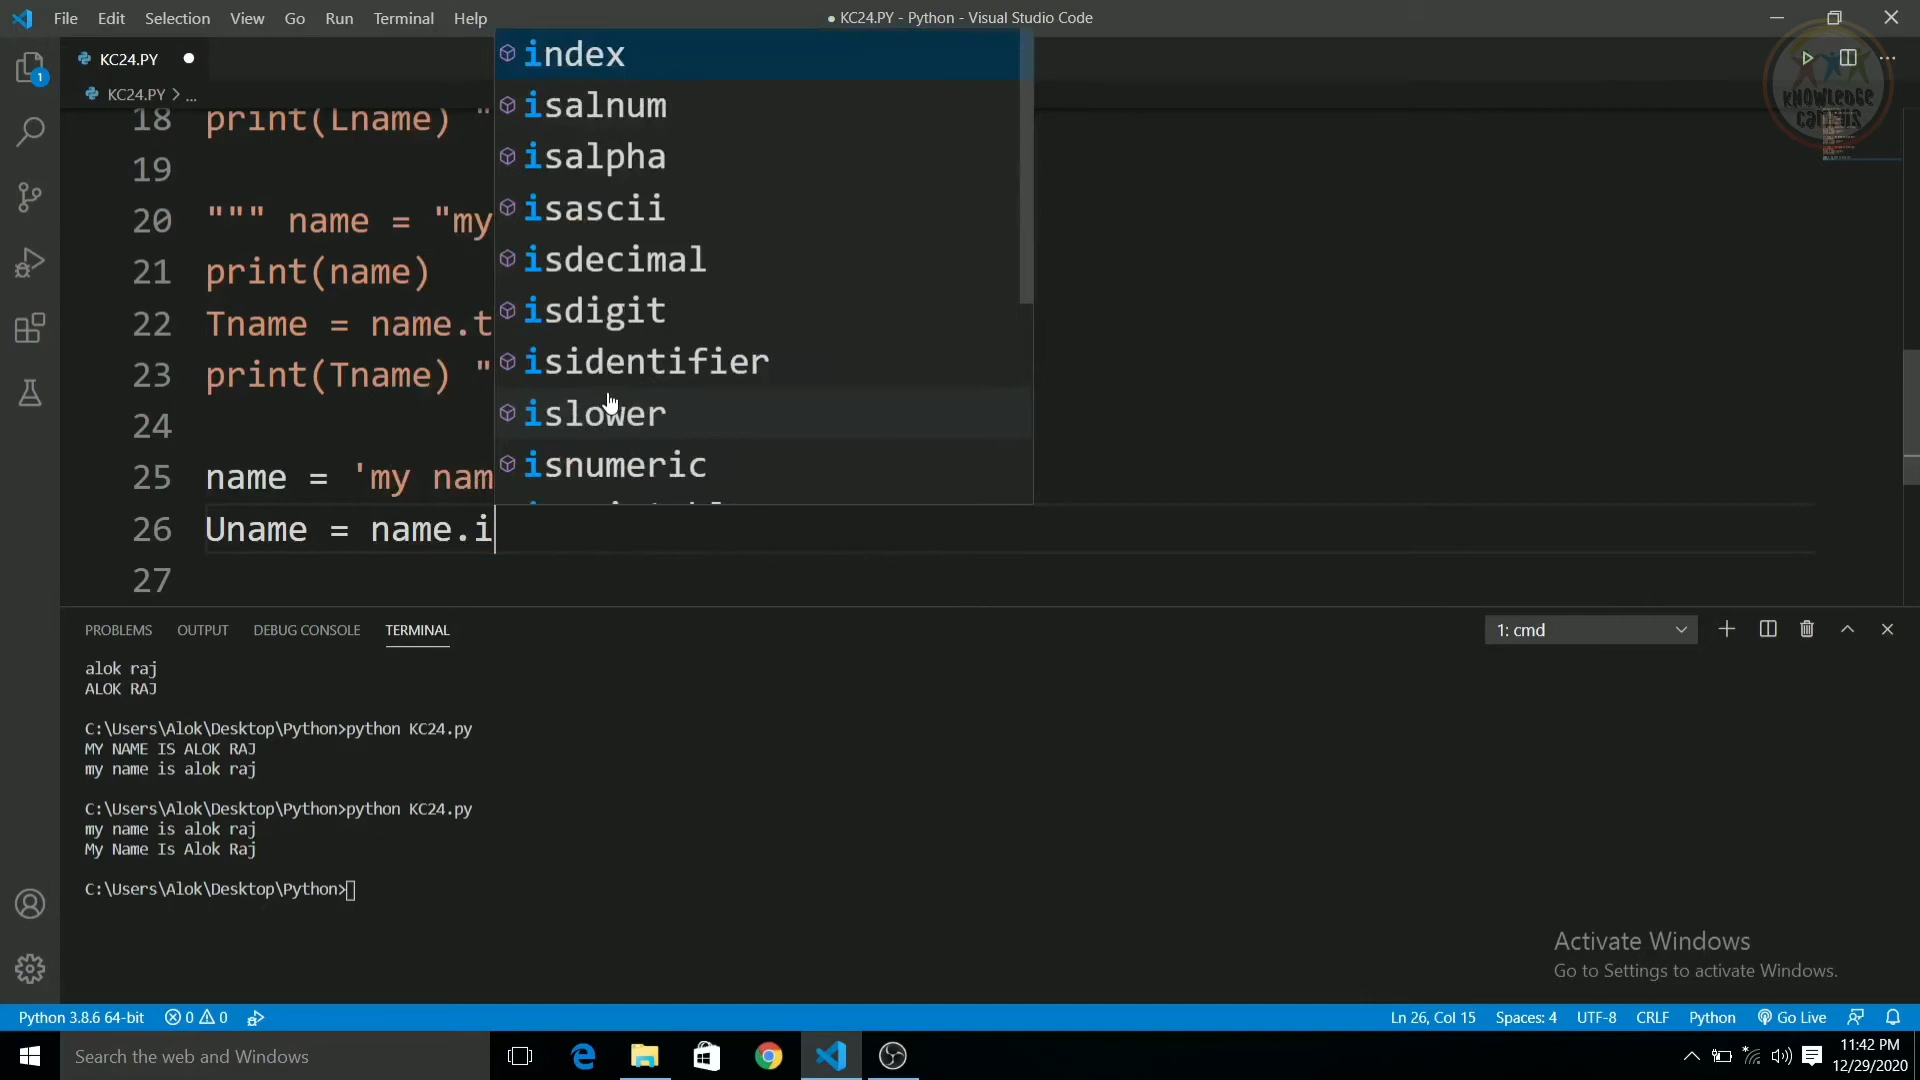 File Edit Selection View Go Run Terminal Help
● KC24.PY - Python - Visual Studio Code
KC24.PY
KC24.PY > ...
KNOWLEDGE
CAMPUS
1
18 print(Lname) "
19
20 """ name = "my
21 print(name)
22 Tname = name.t
23 print(Tname) "
24
25 name = 'my nam
26 Uname = name.i
27
index
isalnum
isalpha
isascii
isdecimal
isdigit
isidentifier
islower
isnumeric
PROBLEMS OUTPUT DEBUG CONSOLE TERMINAL
1: cmd
alok raj
ALOK RAJ
C:\Users\Alok\Desktop\Python>python KC24.py
MY NAME IS ALOK RAJ
my name is alok raj
C:\Users\Alok\Desktop\Python>python KC24.py
my name is alok raj
My Name Is Alok Raj
C:\Users\Alok\Desktop\Python>
Activate Windows
Go to Settings to activate Windows.
Python 3.8.6 64-bit 0 0
Ln 26, Col 15 Spaces: 4 UTF-8 CRLF Python Go Live
Search the web and Windows
11:42 PM
12/29/2020